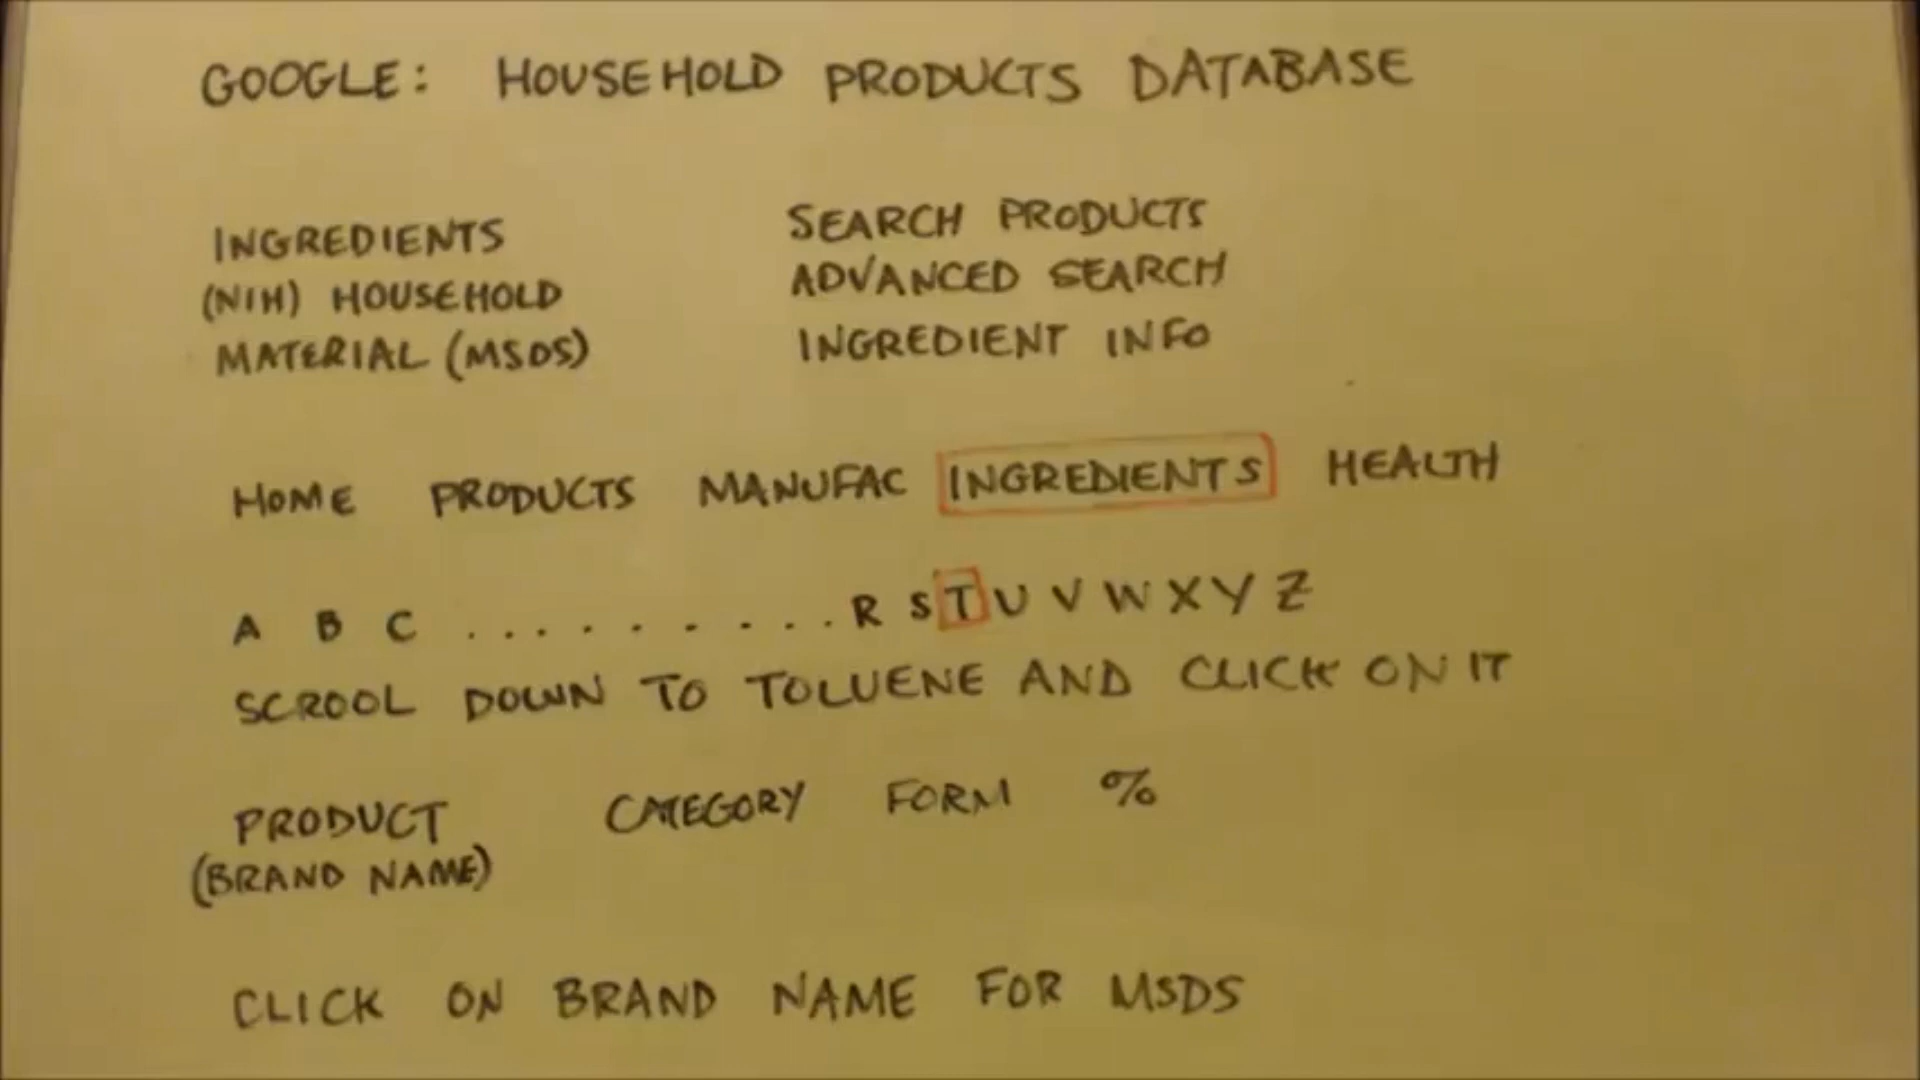 GOOGLE: HOUSEHOLD PRODUCTS DATABASE
INGREDIENTS
(NIH) HOUSEHOLD
MATERIAL (MSDS)
SEARCH PRODUCTS
ADVANCED SEARCH
INGREDIENT INFO
HOME PRODUCTS MANUFAC INGREDIENTS HEALTH
A B C . . . . . . . . . . R S T U V W X Y Z
SCROOL DOWN TO TOLUENE AND CLICK ON IT
PRODUCT CATEGORY FORM %
(BRAND NAME)
CLICK ON BRAND NAME FOR MSDS